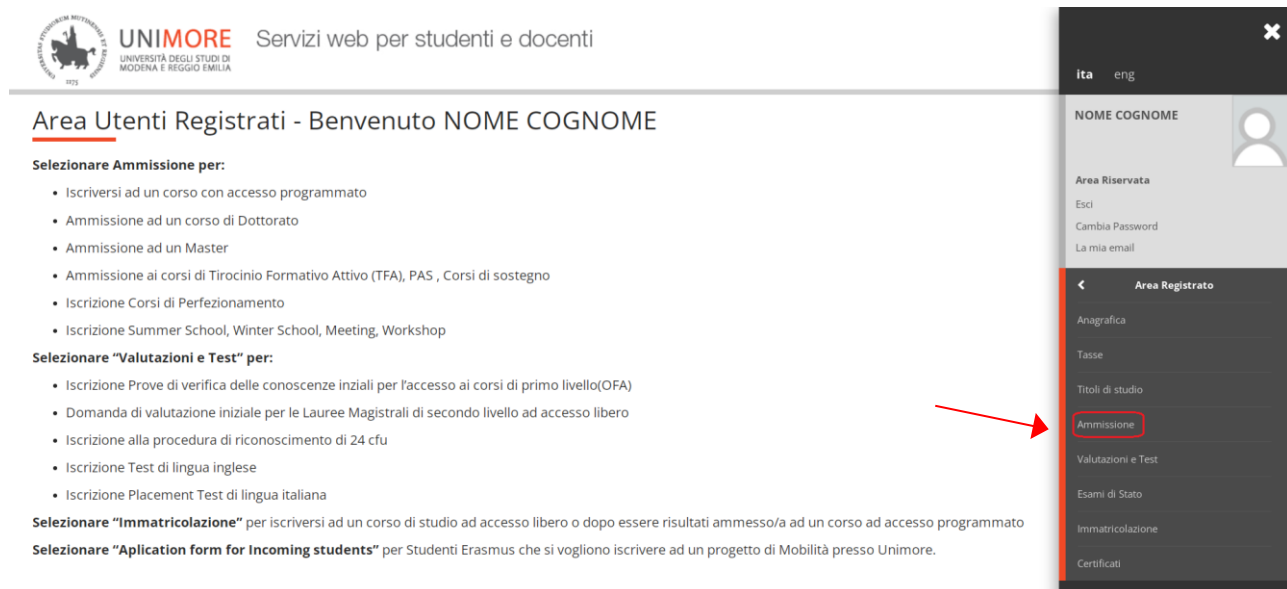 UNIMORE
UNIVERSITÀ DEGLI STUDI DI
MODENA E REGGIO EMILIA
1175
Servizi web per studenti e docenti
Area Utenti Registrati - Benvenuto NOME COGNOME
Selezionare Ammissione per:
• Iscriversi ad un corso con accesso programmato
• Ammissione ad un corso di Dottorato
• Ammissione ad un Master
• Ammissione ai corsi di Tirocinio Formativo Attivo (TFA), PAS , Corsi di sostegno
• Iscrizione Corsi di Perfezionamento
• Iscrizione Summer School, Winter School, Meeting, Workshop
Selezionare “Valutazioni e Test” per:
• Iscrizione Prove di verifica delle conoscenze inziali per l’accesso ai corsi di primo livello(OFA)
• Domanda di valutazione iniziale per le Lauree Magistrali di secondo livello ad accesso libero
• Iscrizione alla procedura di riconoscimento di 24 cfu
• Iscrizione Test di lingua inglese
• Iscrizione Placement Test di lingua italiana
Selezionare “Immatricolazione” per iscriversi ad un corso di studio ad accesso libero o dopo essere risultati ammesso/a ad un corso ad accesso programmato
Selezionare “Aplication form for Incoming students” per Studenti Erasmus che si vogliono iscrivere ad un progetto di Mobilità presso Unimore.
ita eng
NOME COGNOME
Area Riservata
Esci
Cambia Password
La mia email
Area Registrato
Anagrafica
Tasse
Titoli di studio
Ammissione
Valutazioni e Test
Esami di Stato
Immatricolazione
Certificati